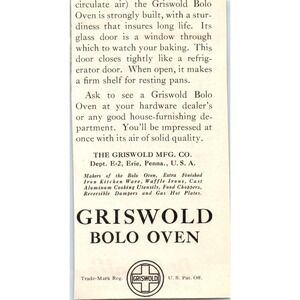 circulate air) the Griswold Bolo
Oven is strongly built, with a stur-
diness that insures long life. Its
glass door is a window through
which to watch your baking. This
door closes tightly like a refrig-
erator door. When open, it makes
a firm shelf for resting pans.
Ask to see a Griswold Bolo
Oven at your hardware dealer's
or any good house-furnishing de-
partment. You'll be impressed at
once with its air of solid quality.
THE GRISWOLD MFG. CO.
Dept. E-2, Erie, Penna., U. S. A.
Makers of the Bolo Oven, Extra Finished
Iron Kitchen Ware, Waffle Irons, Cast
Aluminum Cooking Utensils, Food Choppers,
Reversible Dampers and Gas Hot Plates.
GRISWOLD
BOLO OVEN
Trade-Mark Reg. GRISWOLD U. S. Pat. Off.